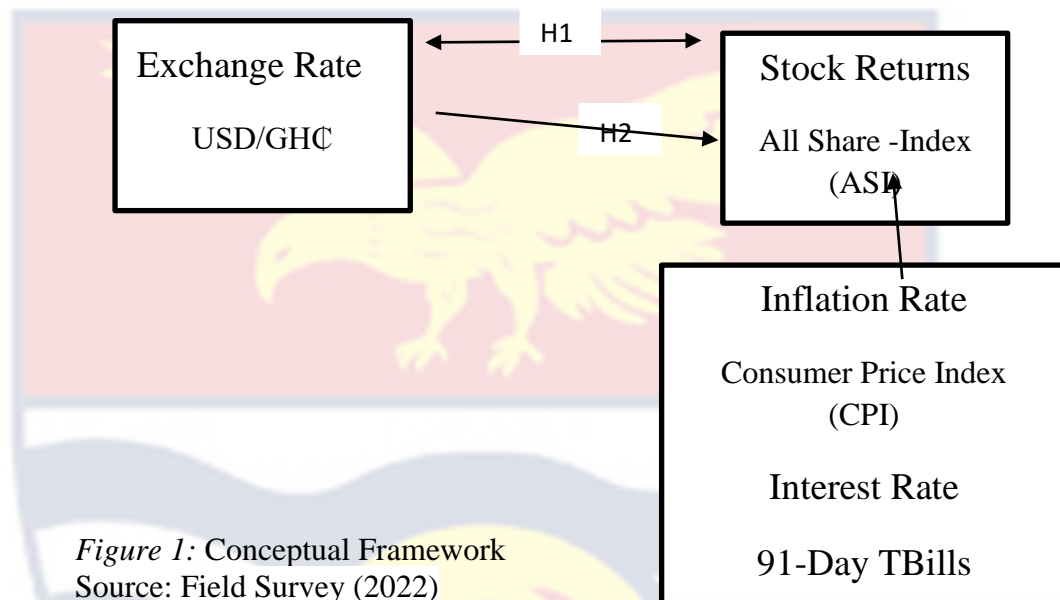 H1
Exchange Rate
USD/GH₵
H2
Stock Returns
All Share -Index
(ASI)
Inflation Rate
Consumer Price Index
(CPI)
Interest Rate
91-Day TBills
Figure 1: Conceptual Framework
Source: Field Survey (2022)